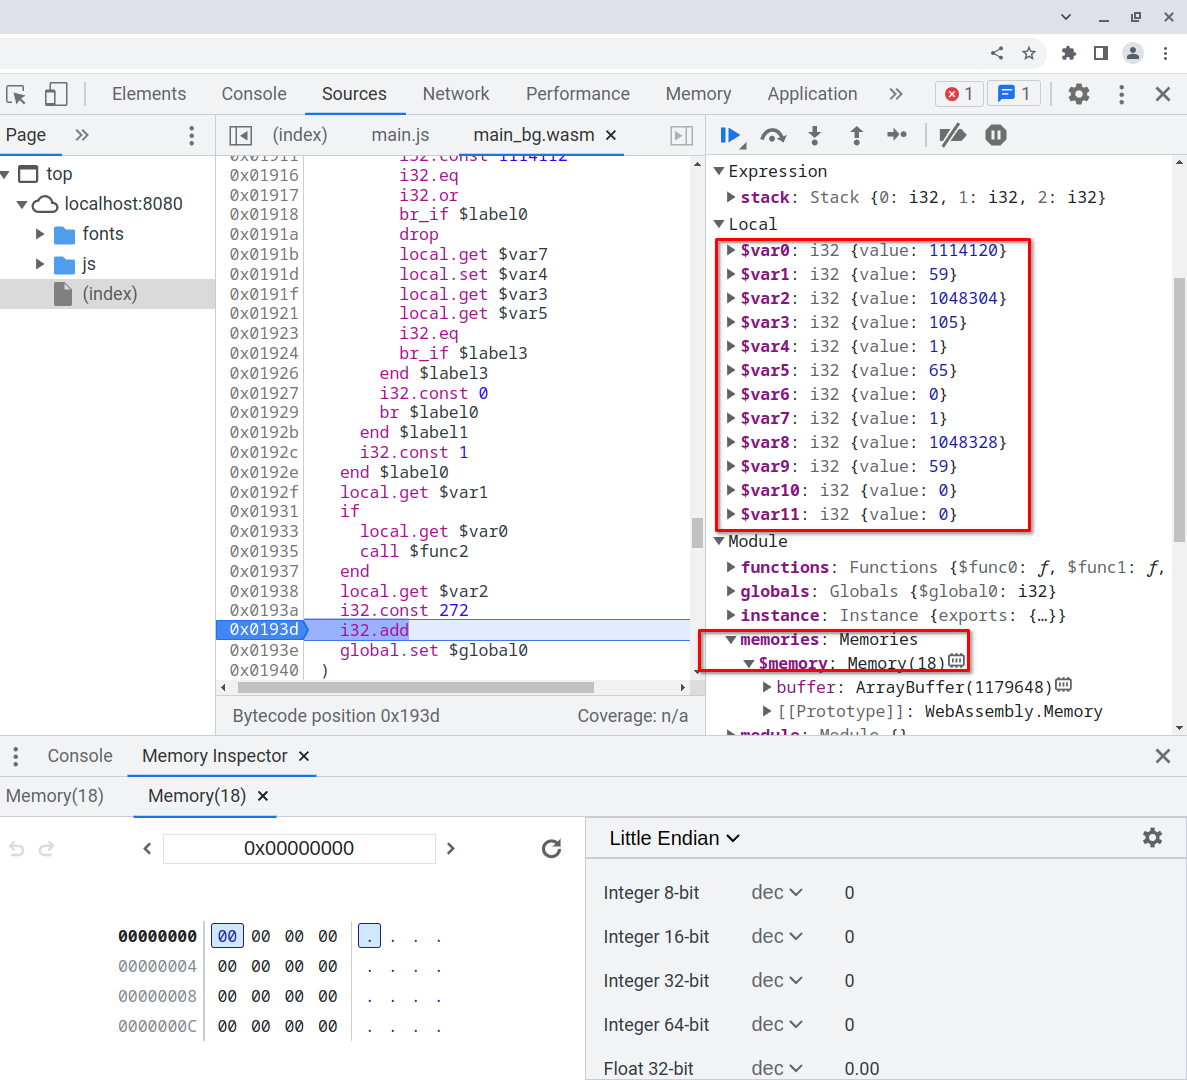 Elements Console Sources Network Performance Memory Application » 1 1
Page »
(index) main.js main_bg.wasm ×
top
localhost:8080
fonts
js
(index)
0x01911 i32.const 1114112
0x01916 i32.eq
0x01917 i32.or
0x01918 br_if $label0
0x0191a drop
0x0191b local.get $var7
0x0191d local.set $var4
0x0191f local.get $var3
0x01921 local.get $var5
0x01923 i32.eq
0x01924 br_if $label3
0x01926 end $label3
0x01927 i32.const 0
0x01929 br $label0
0x0192b end $label1
0x0192c i32.const 1
0x0192e end $label0
0x0192f local.get $var1
0x01931 if
0x01933 local.get $var0
0x01935 call $func2
0x01937 end
0x01938 local.get $var2
0x0193a i32.const 272
0x0193d i32.add
0x0193e global.set $global0
0x01940 )
Bytecode position 0x193d Coverage: n/a
Expression
stack: Stack {0: i32, 1: i32, 2: i32}
Local
$var0: i32 {value: 1114120}
$var1: i32 {value: 59}
$var2: i32 {value: 1048304}
$var3: i32 {value: 105}
$var4: i32 {value: 1}
$var5: i32 {value: 65}
$var6: i32 {value: 0}
$var7: i32 {value: 1}
$var8: i32 {value: 1048328}
$var9: i32 {value: 59}
$var10: i32 {value: 0}
$var11: i32 {value: 0}
Module
functions: Functions {$func0: ƒ, $func1: ƒ,
globals: Globals {$global0: i32}
instance: Instance {exports: {…}}
memories: Memories
$memory: Memory(18)
buffer: ArrayBuffer(1179648)
[[Prototype]]: WebAssembly.Memory
module: Module {}
Console Memory Inspector ×
Memory(18) Memory(18) ×
0x00000000
00000000 00 00 00 00 . . . .
00000004 00 00 00 00 . . . .
00000008 00 00 00 00 . . . .
0000000C 00 00 00 00 . . . .
Little Endian
Integer 8-bit dec 0
Integer 16-bit dec 0
Integer 32-bit dec 0
Integer 64-bit dec 0
Float 32-bit dec 0.00